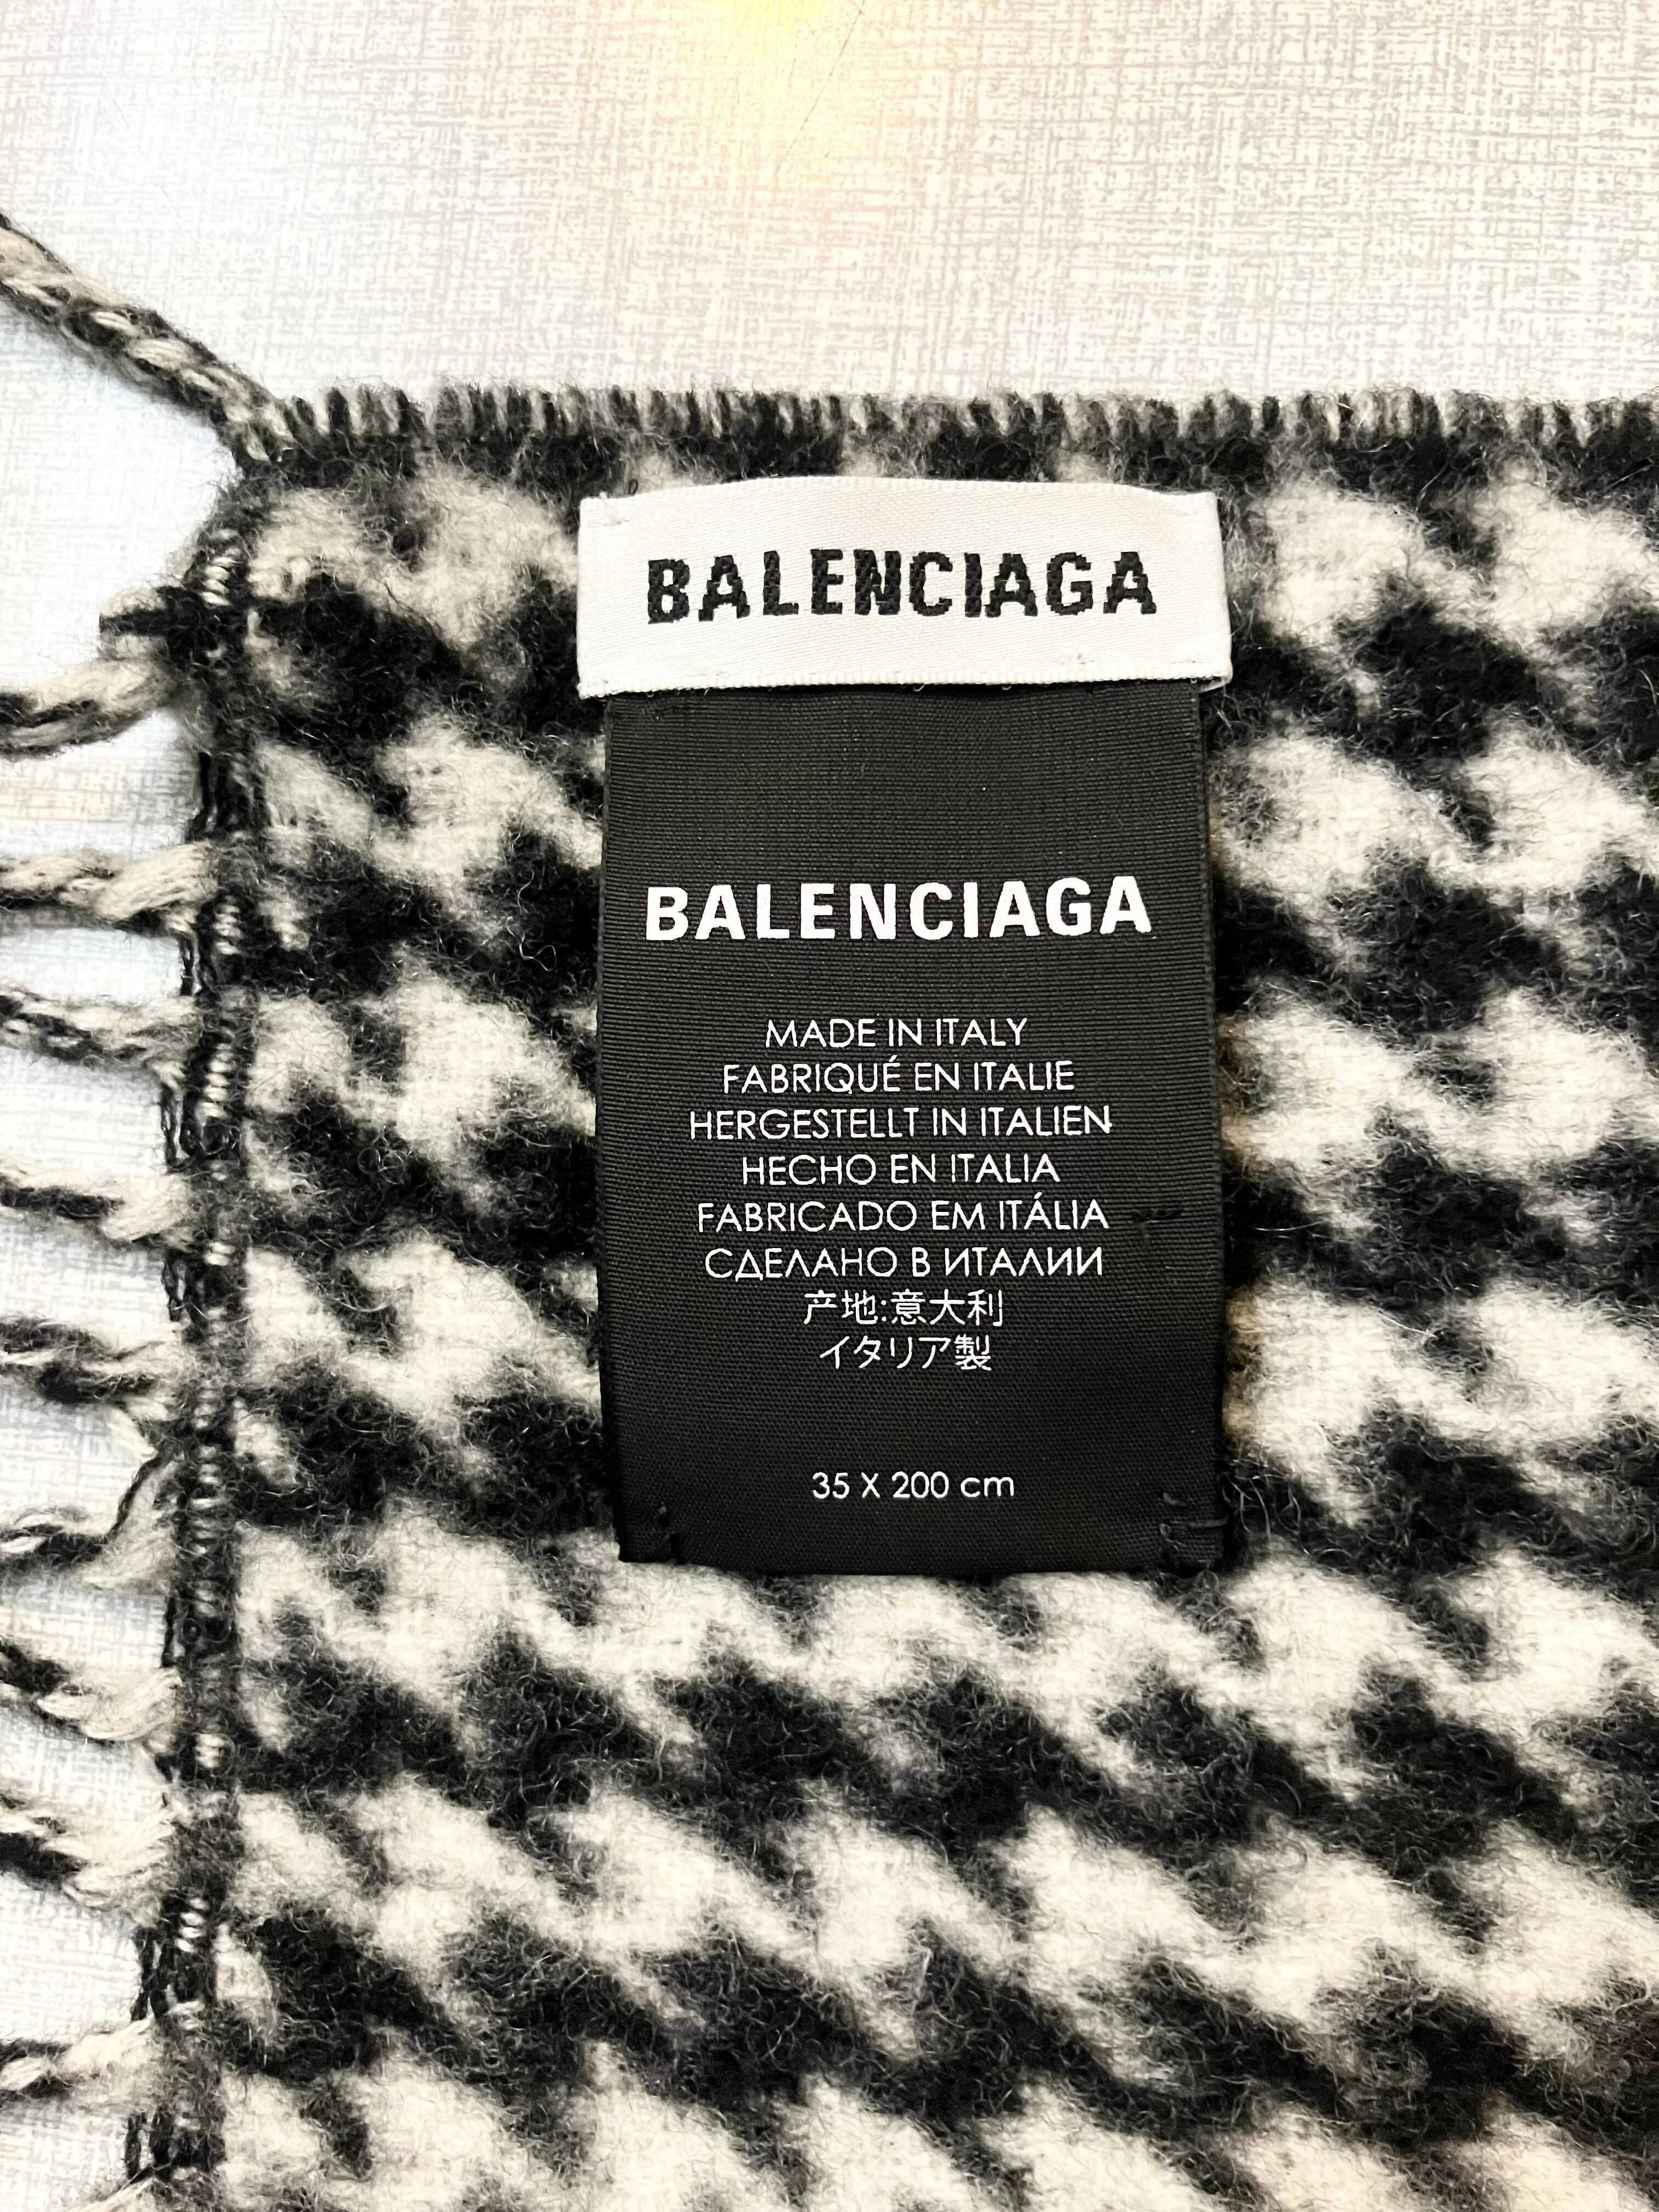 BALENCIAGA
BALENCIAGA
MADE IN ITALY
FABRIQUÉ EN ITALIE
HERGESTELLT IN ITALIEN
HECHO EN ITALIA
FABRICADO EM ITÁLIA
СДЕЛАНО В ИТАЛИИ
产地:意大利
イタリア製
35 X 200 cm